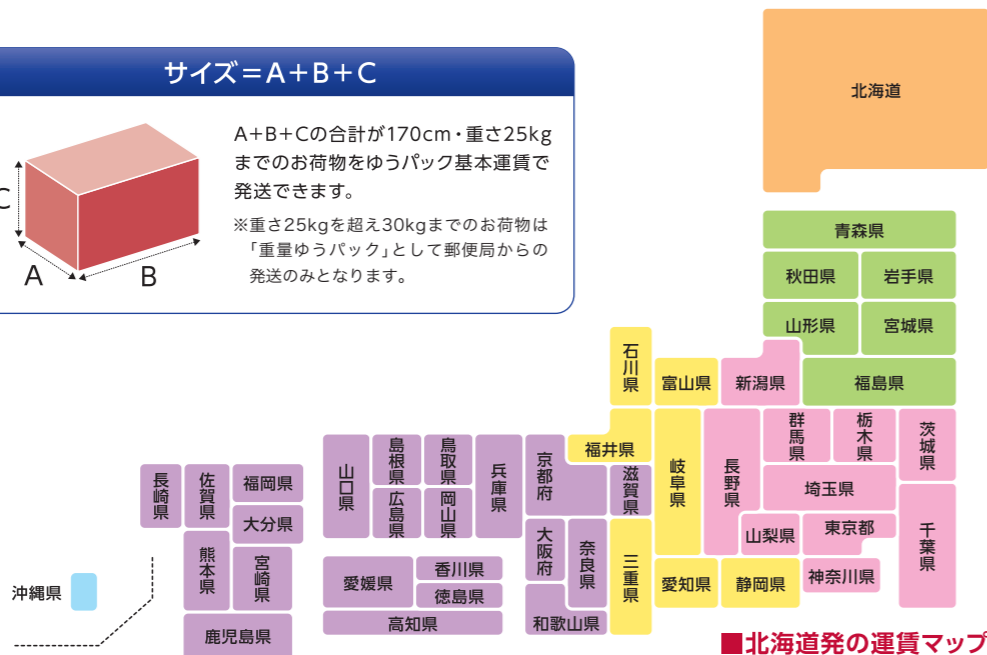 サイズ=A+B+C
A+B+Cの合計が170cm・重さ25kg
までのお荷物をゆうパック基本運賃で
発送できます。
※重さ25kgを超え30kgまでのお荷物は
「重量ゆうパック」として郵便局からの
発送のみとなります。
C
A
B
北海道
青森県
秋田県
岩手県
山形県
宮城県
福島県
石川県
富山県
新潟県
福井県
岐阜県
長野県
群馬県
栃木県
茨城県
埼玉県
山梨県
東京都
千葉県
神奈川県
静岡県
愛知県
三重県
滋賀県
京都府
大阪府
奈良県
和歌山県
兵庫県
鳥取県
岡山県
島根県
広島県
山口県
香川県
徳島県
愛媛県
高知県
福岡県
佐賀県
長崎県
大分県
熊本県
宮崎県
鹿児島県
沖縄県
■北海道発の運賃マップ